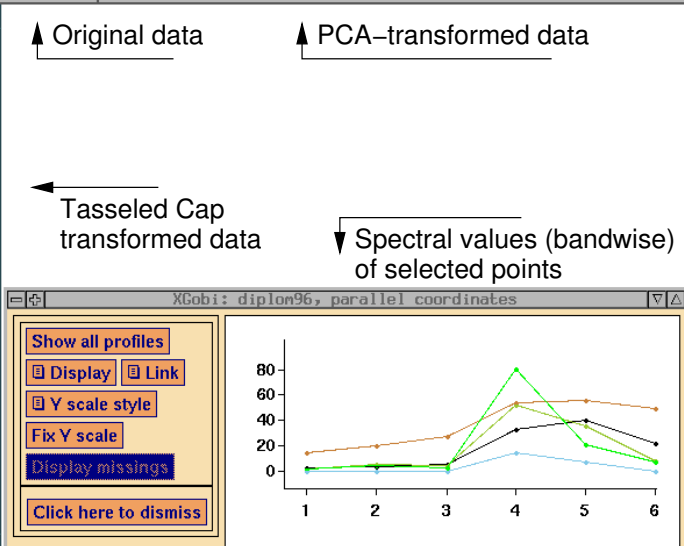 Original data
PCA−transformed data
Tasseled Cap
transformed data
Spectral values (bandwise)
of selected points
XGobi: diplom96, parallel coordinates
Show all profiles
Display
Link
Y scale style
Fix Y scale
Display missings
Click here to dismiss
80
60
40
20
0
1 2 3 4 5 6